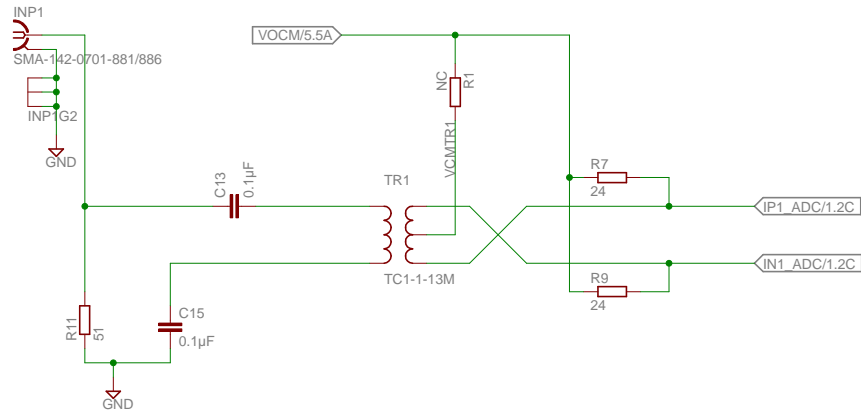 INP1
SMA-142-0701-881/886
INP1G2
GND
VOCM/5.5A
NC
R1
VCMTR1
C13
0.1µF
TR1
TC1-1-13M
R7
24
IP1_ADC/1.2C
IN1_ADC/1.2C
R9
24
R11
51
C15
0.1µF
GND